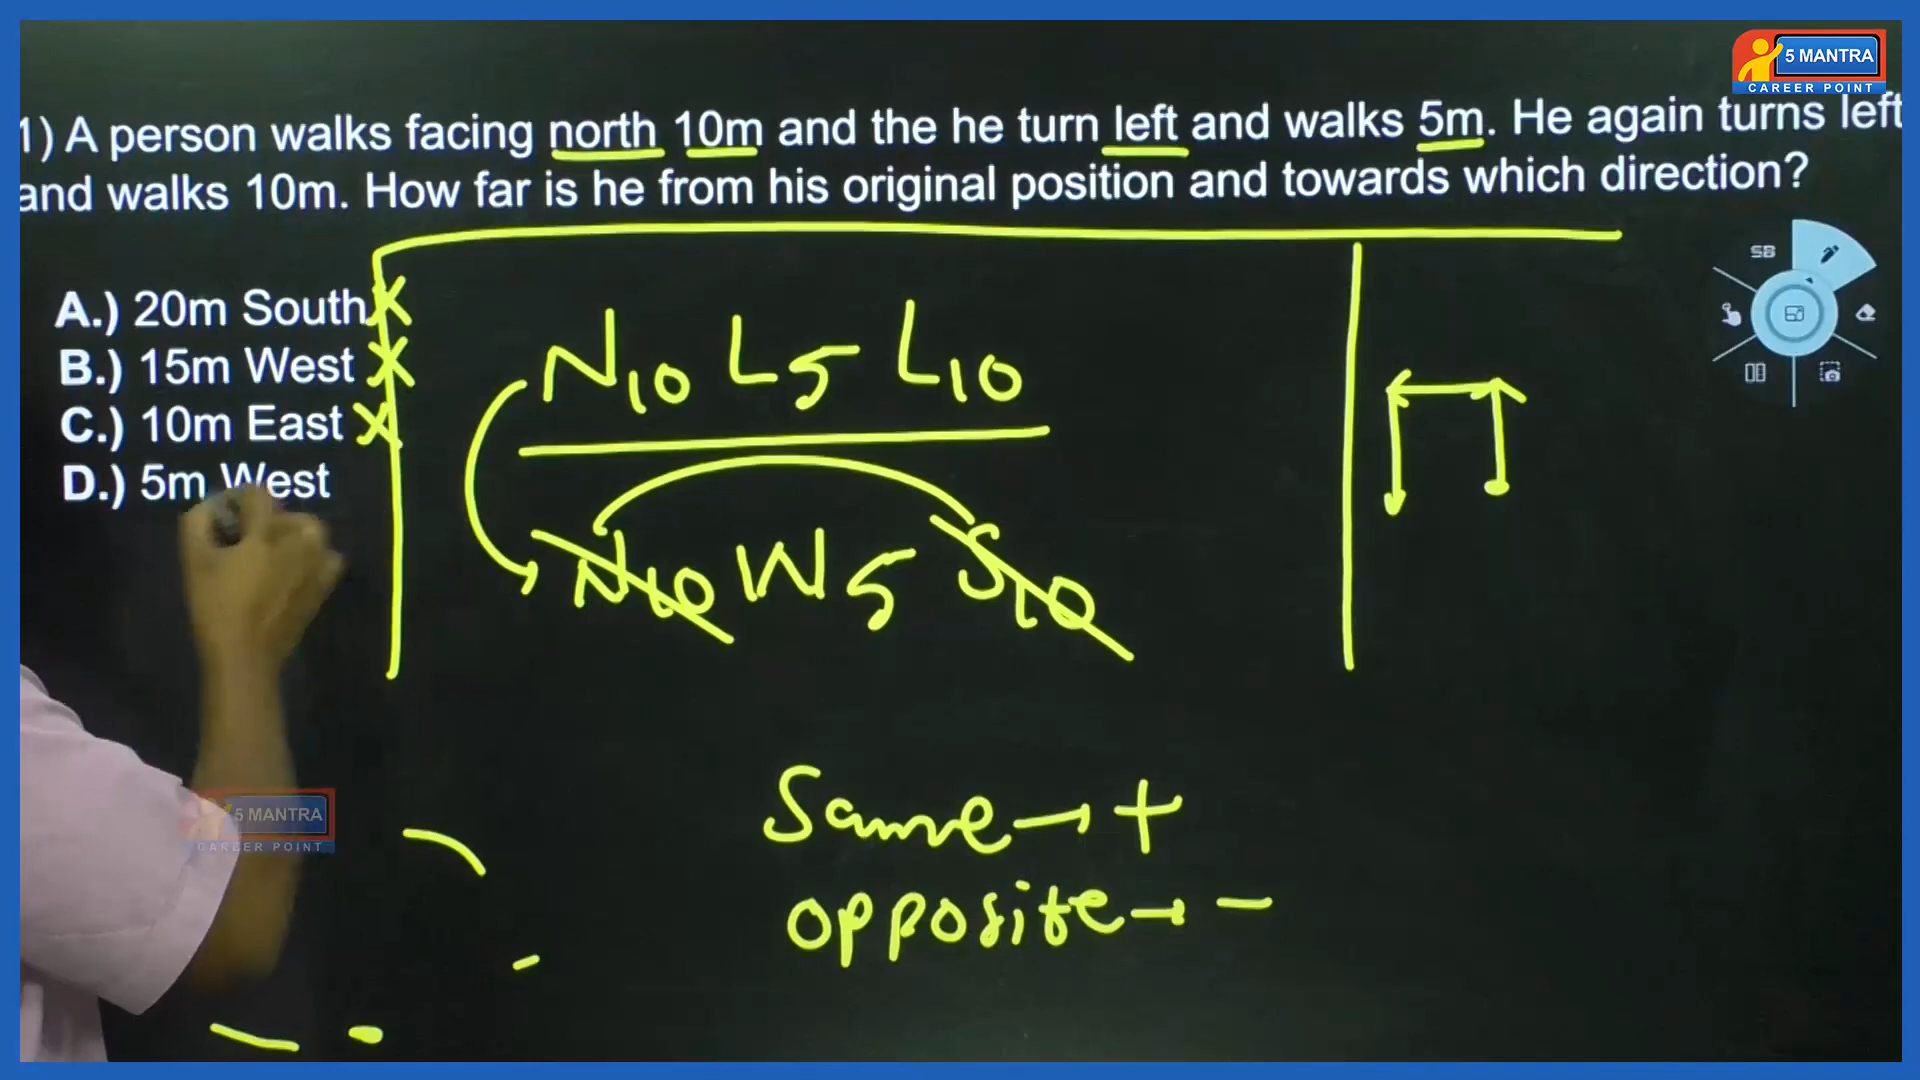 5 MANTRA
CAREER POINT
1) A person walks facing north 10m and the he turn left and walks 5m. He again turns left
and walks 10m. How far is he from his original position and towards which direction?
SB
A.) 20m South X
B.) 15m West X
C.) 10m East X
D.) 5m West
N10 L5 L10
N10 W5 S10
Same → +
opposite → -
5 MANTRA
CAREER POINT